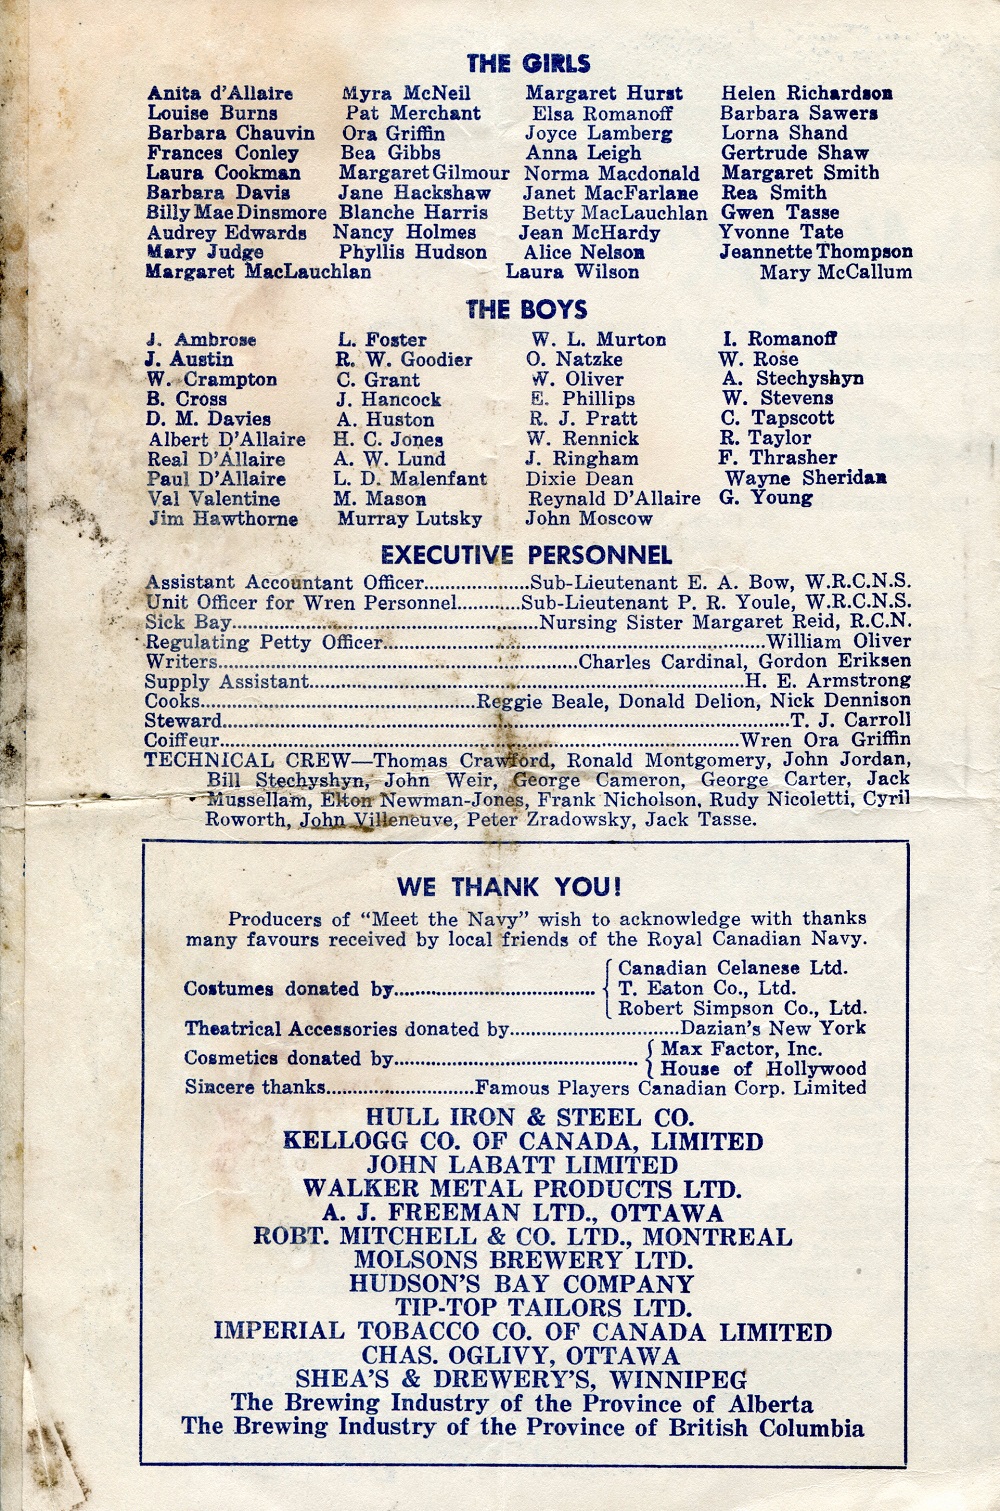 THE GIRLS
Anita d'Allaire Myra McNeil Margaret Hurst Helen Richardson
Louise Burns Pat Merchant Elsa Romanoff Barbara Sawers
Barbara Chauvin Ora Griffin Joyce Lamberg Lorna Shand
Frances Conley Bea Gibbs Anna Leigh Gertrude Shaw
Laura Cookman Margaret Gilmour Norma Macdonald Margaret Smith
Barbara Davis Jane Hackshaw Janet MacFarlane Rea Smith
Billy Mae Dinsmore Blanche Harris Betty MacLauchlan Gwen Tasse
Audrey Edwards Nancy Holmes Jean McHardy Yvonne Tate
Mary Judge Phyllis Hudson Alice Nelson Jeannette Thompson
Margaret MacLauchlan Laura Wilson Mary McCallum
THE BOYS
J. Ambrose L. Foster W. L. Murton I. Romanoff
J. Austin R. W. Goodier O. Natzke W. Rose
W. Crampton C. Grant W. Oliver A. Stechyshyn
B. Cross J. Hancock E. Phillips W. Stevens
D. M. Davies A. Huston R. J. Pratt C. Tapscott
Albert D'Allaire H. C. Jones W. Rennick R. Taylor
Real D'Allaire A. W. Lund J. Ringham F. Thrasher
Paul D'Allaire L. D. Malenfant Dixie Dean Wayne Sheridan
Val Valentine M. Mason Reynald D'Allaire G. Young
Jim Hawthorne Murray Lutsky John Moscow
EXECUTIVE PERSONNEL
Assistant Accountant Officer..................Sub-Lieutenant E. A. Bow, W.R.C.N.S.
Unit Officer for Wren Personnel...........Sub-Lieutenant P. R. Youle, W.R.C.N.S.
Sick Bay....................................................Nursing Sister Margaret Reid, R.C.N.
Regulating Petty Officer.................................................................William Oliver
Writers.............................................................Charles Cardinal, Gordon Eriksen
Supply Assistant..........................................................................H. E. Armstrong
Cooks..............................................Reggie Beale, Donald Delion, Nick Dennison
Steward................................................................................................T. J. Carroll
Coiffeur........................................................................................Wren Ora Griffin
TECHNICAL CREW—Thomas Crawford, Ronald Montgomery, John Jordan,
Bill Stechyshyn, John Weir, George Cameron, George Carter, Jack
Mussellam, Elton Newman-Jones, Frank Nicholson, Rudy Nicoletti, Cyril
Roworth, John Villeneuve, Peter Zradowsky, Jack Tasse.
WE THANK YOU!
Producers of "Meet the Navy" wish to acknowledge with thanks
many favours received by local friends of the Royal Canadian Navy.
Canadian Celanese Ltd.
Costumes donated by.......................................T. Eaton Co., Ltd.
Robert Simpson Co., Ltd.
Theatrical Accessories donated by.............................Dazian's New York
Cosmetics donated by..........................................Max Factor, Inc.
House of Hollywood
Sincere thanks.........................Famous Players Canadian Corp. Limited
HULL IRON & STEEL CO.
KELLOGG CO. OF CANADA, LIMITED
JOHN LABATT LIMITED
WALKER METAL PRODUCTS LTD.
A. J. FREEMAN LTD., OTTAWA
ROBT. MITCHELL & CO. LTD., MONTREAL
MOLSONS BREWERY LTD.
HUDSON'S BAY COMPANY
TIP-TOP TAILORS LTD.
IMPERIAL TOBACCO CO. OF CANADA LIMITED
CHAS. OGLIVY, OTTAWA
SHEA'S & DREWERY'S, WINNIPEG
The Brewing Industry of the Province of Alberta
The Brewing Industry of the Province of British Columbia